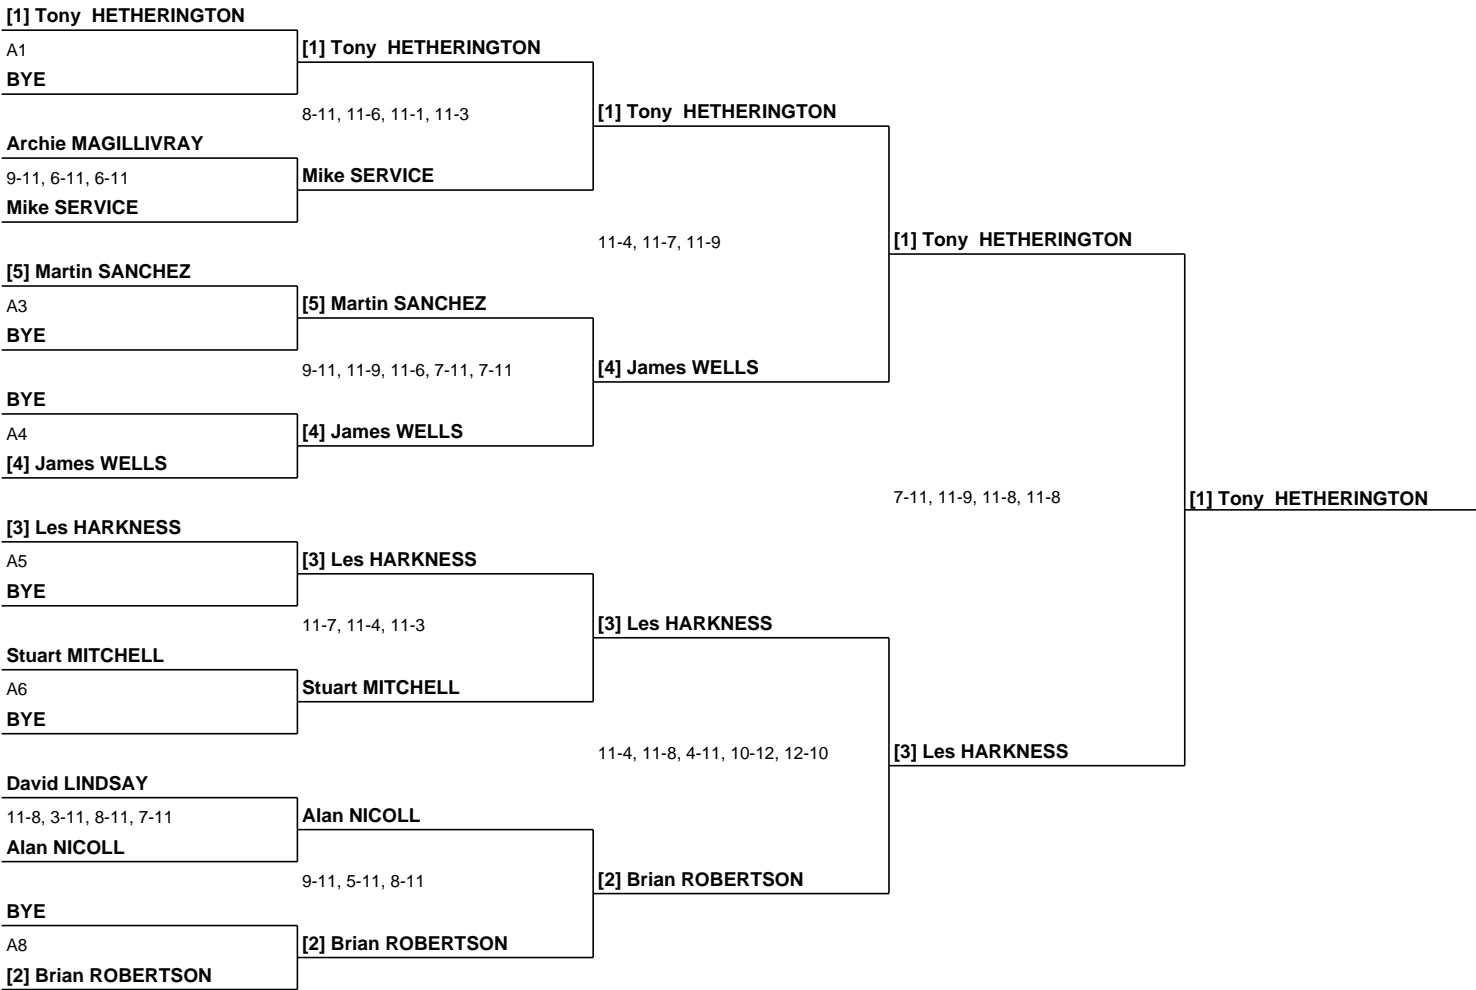 [1] Tony  HETHERINGTON
A1
BYE
Archie MAGILLIVRAY
9-11, 6-11, 6-11
Mike SERVICE
[5] Martin SANCHEZ
A3
BYE
BYE
A4
[4] James WELLS
[3] Les HARKNESS
A5
BYE
Stuart MITCHELL
A6
BYE
David LINDSAY
11-8, 3-11, 8-11, 7-11
Alan NICOLL
BYE
A8
[2] Brian ROBERTSON
[1] Tony  HETHERINGTON
8-11, 11-6, 11-1, 11-3
Mike SERVICE
[5] Martin SANCHEZ
9-11, 11-9, 11-6, 7-11, 7-11
[4] James WELLS
[3] Les HARKNESS
11-7, 11-4, 11-3
Stuart MITCHELL
Alan NICOLL
9-11, 5-11, 8-11
[2] Brian ROBERTSON
[1] Tony  HETHERINGTON
11-4, 11-7, 11-9
[4] James WELLS
[3] Les HARKNESS
11-4, 11-8, 4-11, 10-12, 12-10
[2] Brian ROBERTSON
[1] Tony  HETHERINGTON
7-11, 11-9, 11-8, 11-8
[3] Les HARKNESS
[1] Tony  HETHERINGTON